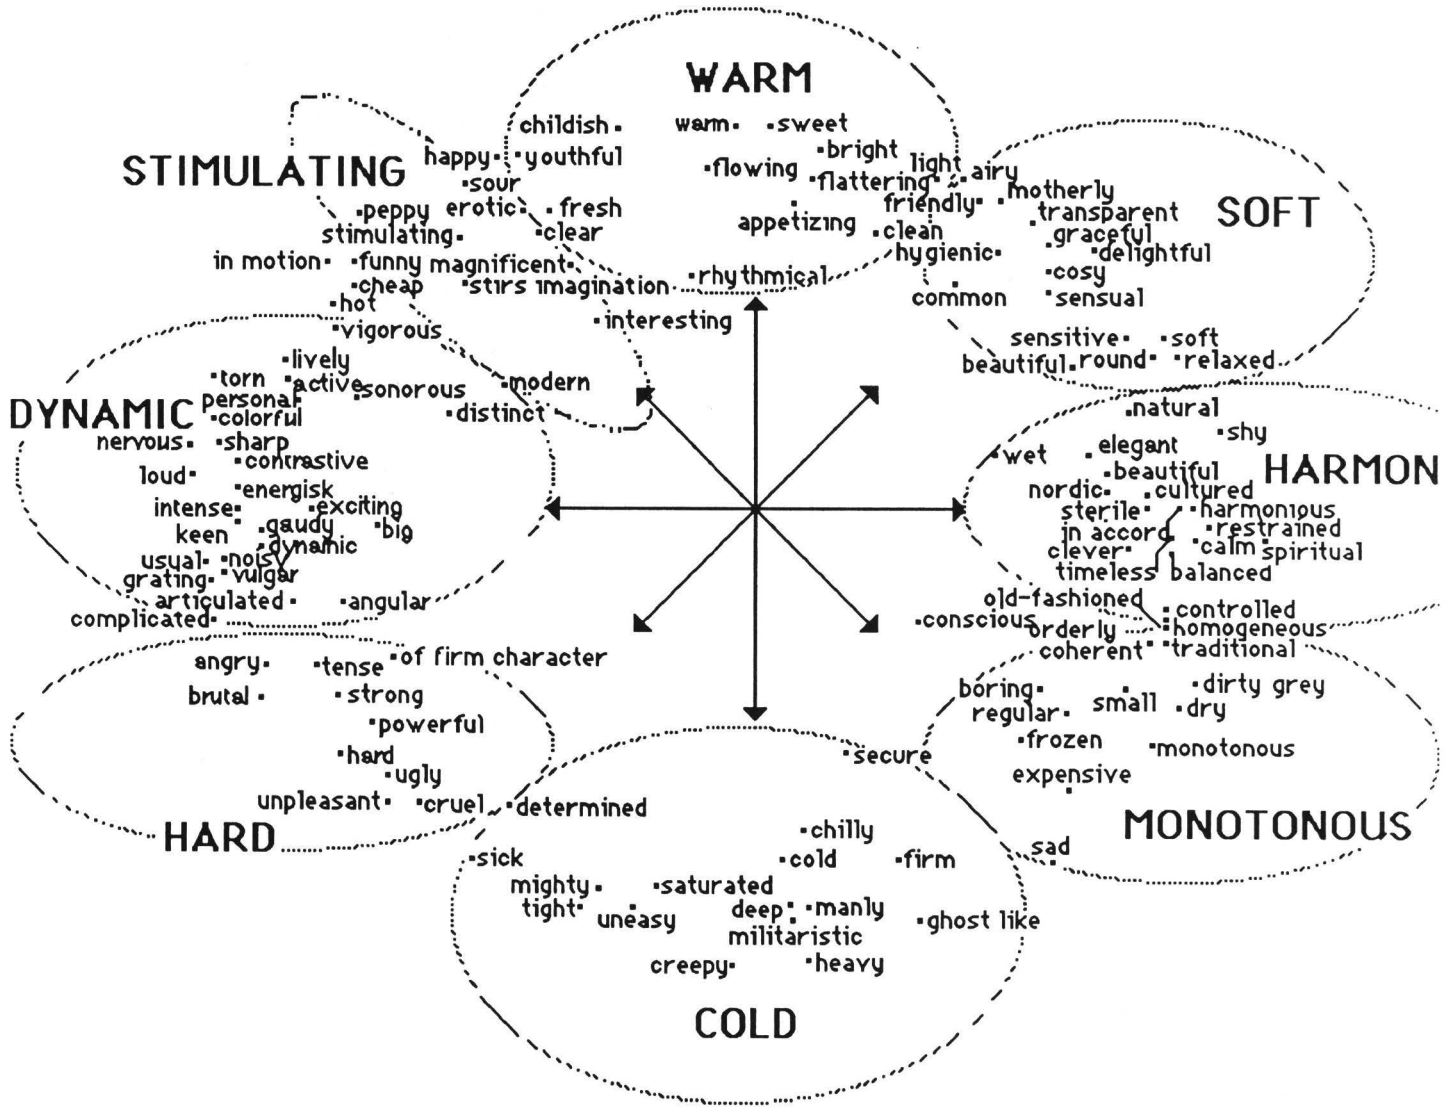 WARM
childish
warm
sweet
happy
youthful
bright
light
airy
STIMULATING
sour
flowing
flattering
motherly
peppy
erotic
fresh
friendly
transparent
SOFT
stimulating
clear
appetizing
clean
graceful
in motion
funny
magnificent
hygienic
delightful
cheap
stirs imagination
rhythmical
cosy
hot
common
sensual
vigorous
interesting
sensitive
soft
lively
beautiful
round
relaxed
torn
active
sonorous
modern
personal
DYNAMIC
colorful
distinct
natural
nervous
sharp
shy
contrastive
wet
elegant
loud
beautiful
HARMON
energisk
nordic
cultured
intense
exciting
sterile
harmonious
keen
gaudy
big
in accord
restrained
dynamic
clever
calm
spiritual
usual
noisy
timeless
balanced
grating
vulgar
articulated
angular
old-fashioned
controlled
complicated
conscious
orderly
homogeneous
coherent
traditional
angry
tense
of firm character
brutal
strong
boring
small
dirty grey
powerful
regular
dry
hard
secure
frozen
monotonous
ugly
expensive
unpleasant
cruel
determined
HARD
MONOTONOUS
chilly
sick
cold
firm
sad
mighty
saturated
tight
uneasy
deep
manly
ghost like
militaristic
creepy
heavy
COLD